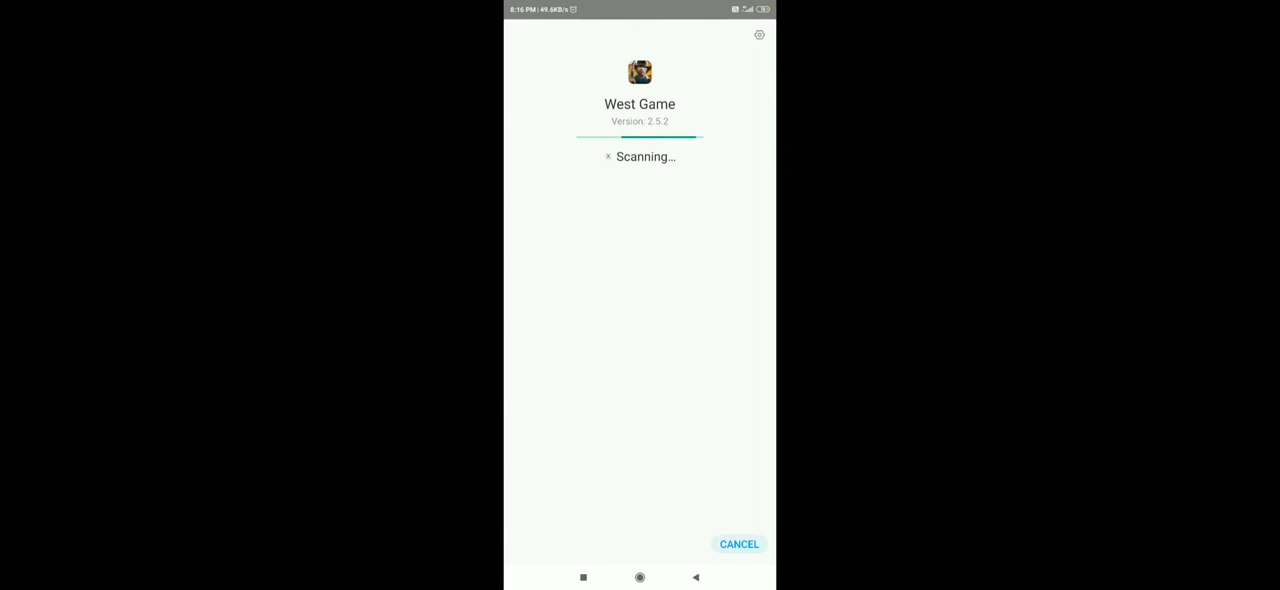 8:16 PM | 49.6KB/s
West Game
Version: 2.5.2
Scanning...
CANCEL